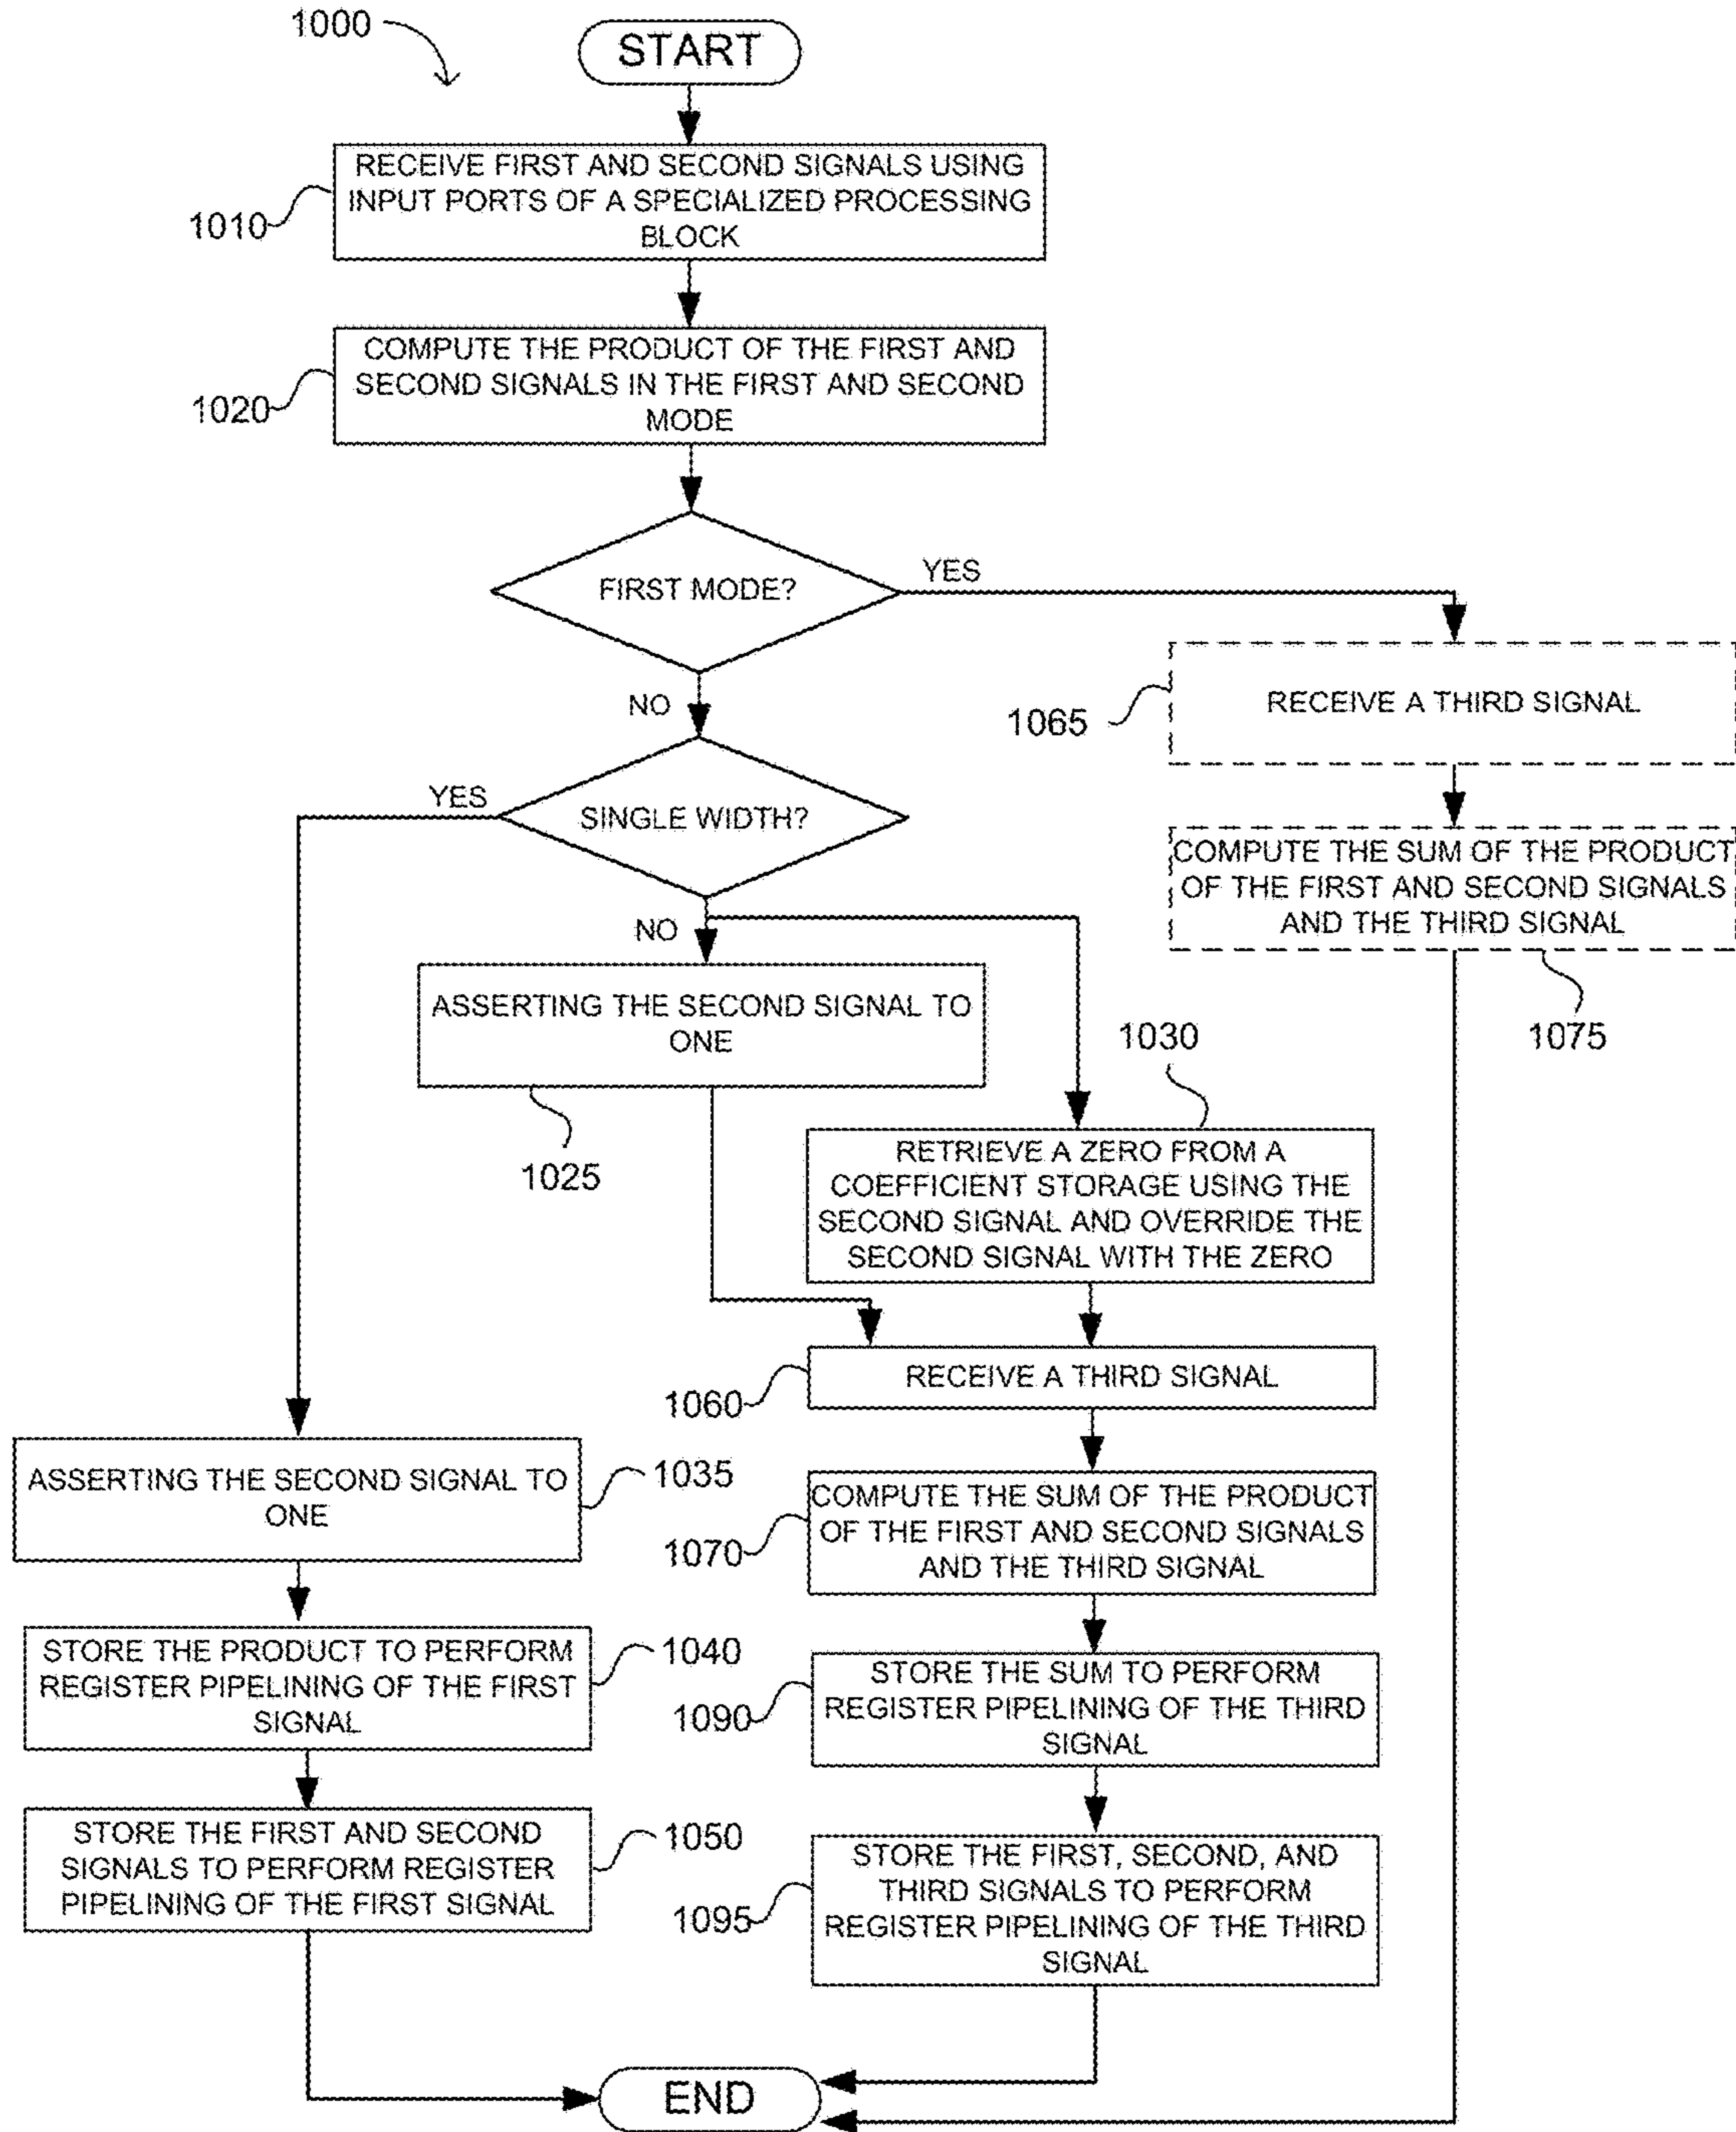 1000
START
RECEIVE FIRST AND SECOND SIGNALS USING
INPUT PORTS OF A SPECIALIZED PROCESSING
BLOCK
1010
COMPUTE THE PRODUCT OF THE FIRST AND
SECOND SIGNALS IN THE FIRST AND SECOND
MODE
1020
FIRST MODE?
YES
NO
RECEIVE A THIRD SIGNAL
1065
SINGLE WIDTH?
YES
NO
COMPUTE THE SUM OF THE PRODUCT
OF THE FIRST AND SECOND SIGNALS
AND THE THIRD SIGNAL
1075
ASSERTING THE SECOND SIGNAL TO
ONE
1025
1030
RETRIEVE A ZERO FROM A
COEFFICIENT STORAGE USING THE
SECOND SIGNAL AND OVERRIDE THE
SECOND SIGNAL WITH THE ZERO
RECEIVE A THIRD SIGNAL
1060
ASSERTING THE SECOND SIGNAL TO
ONE
1035
COMPUTE THE SUM OF THE PRODUCT
OF THE FIRST AND SECOND SIGNALS
AND THE THIRD SIGNAL
1070
STORE THE PRODUCT TO PERFORM
REGISTER PIPELINING OF THE FIRST
SIGNAL
1040
STORE THE SUM TO PERFORM
REGISTER PIPELINING OF THE THIRD
SIGNAL
1090
STORE THE FIRST AND SECOND
SIGNALS TO PERFORM REGISTER
PIPELINING OF THE FIRST SIGNAL
1050
STORE THE FIRST, SECOND, AND
THIRD SIGNALS TO PERFORM
REGISTER PIPELINING OF THE THIRD
SIGNAL
1095
END